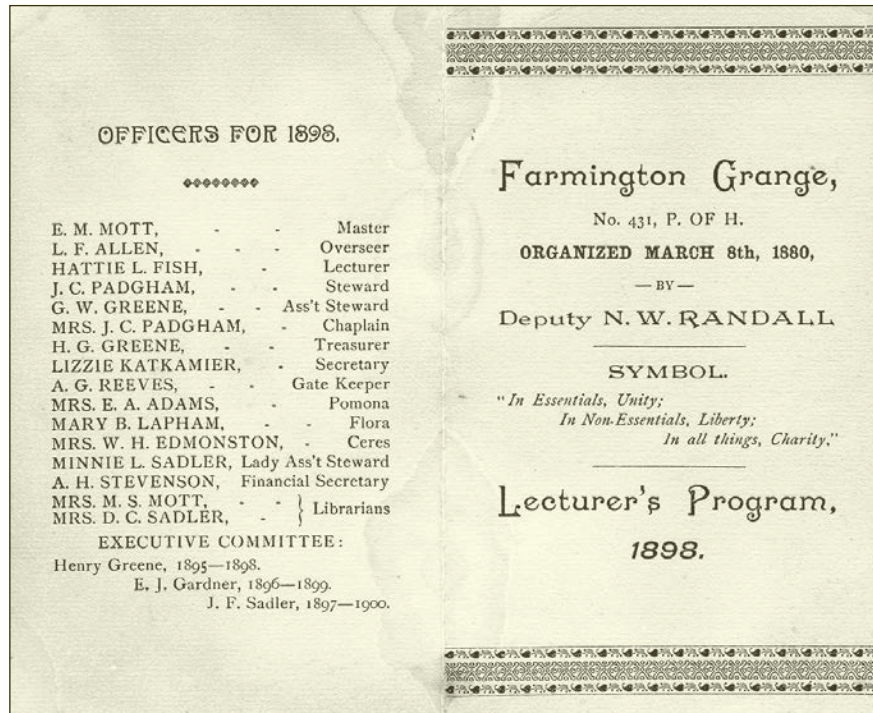 OFFICERS FOR 1898.
E. M. MOTT, - - Master
L. F. ALLEN, - - - Overseer
HATTIE L. FISH, - Lecturer
J. C. PADGHAM, - - Steward
G. W. GREENE, - - Ass't Steward
MRS. J. C. PADGHAM, - Chaplain
H. G. GREENE, - - Treasurer
LIZZIE KATKAMIER, - Secretary
A. G. REEVES, - - Gate Keeper
MRS. E. A. ADAMS, - Pomona
MARY B. LAPHAM, - - Flora
MRS. W. H. EDMONSTON, - Ceres
MINNIE L. SADLER, Lady Ass't Steward
A. H. STEVENSON, Financial Secretary
MRS. M. S. MOTT, - - } Librarians
MRS. D. C. SADLER, -
EXECUTIVE COMMITTEE:
Henry Greene, 1895—1898.
E. J. Gardner, 1896—1899.
J. F. Sadler, 1897—1900.
Farmington Grange,
No. 431, P. OF H.
ORGANIZED MARCH 8th, 1880,
— BY —
Deputy N. W. RANDALL
SYMBOL.
"In Essentials, Unity;
In Non-Essentials, Liberty;
In all things, Charity,"
Lecturer's Program,
1898.